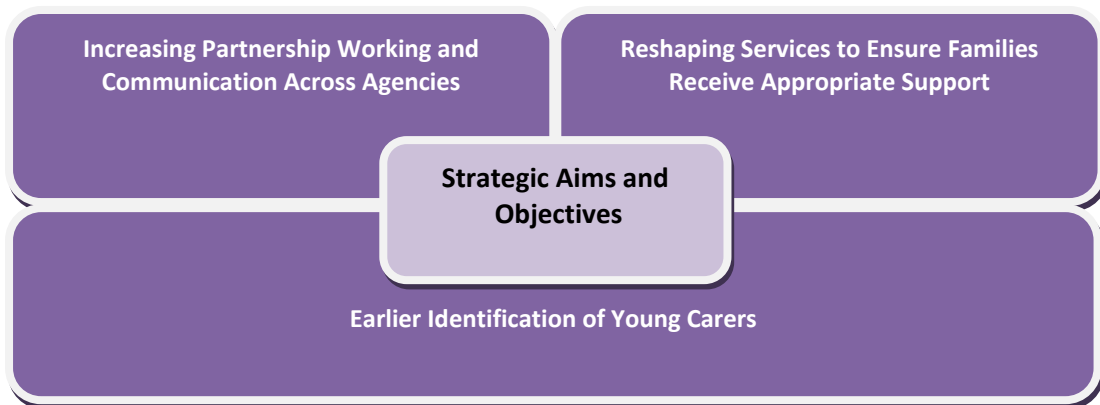 Increasing Partnership Working and
Communication Across Agencies
Reshaping Services to Ensure Families
Receive Appropriate Support
Strategic Aims and
Objectives
Earlier Identification of Young Carers